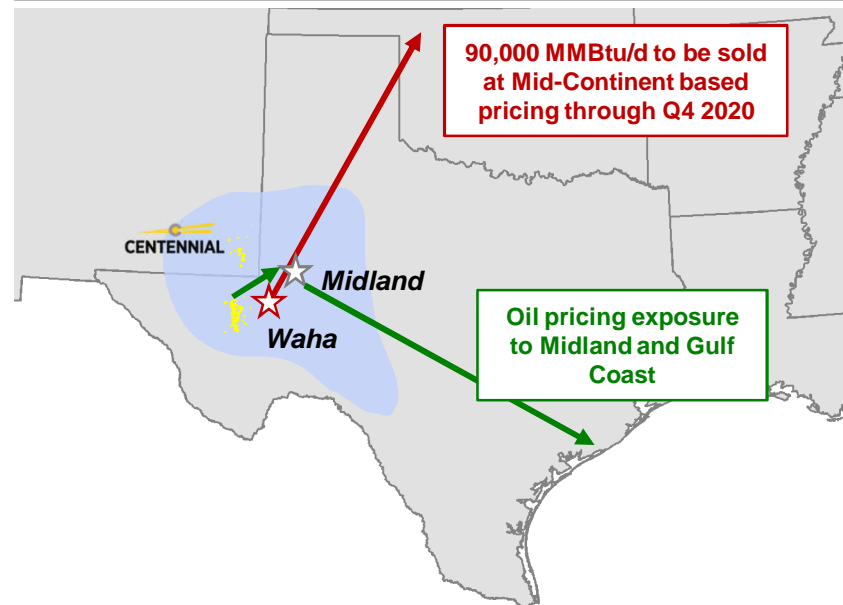 90,000 MMBtu/d to be sold
at Mid-Continent based
pricing through Q4 2020
CENTENNIAL
Midland
Waha
Oil pricing exposure
to Midland and Gulf
Coast